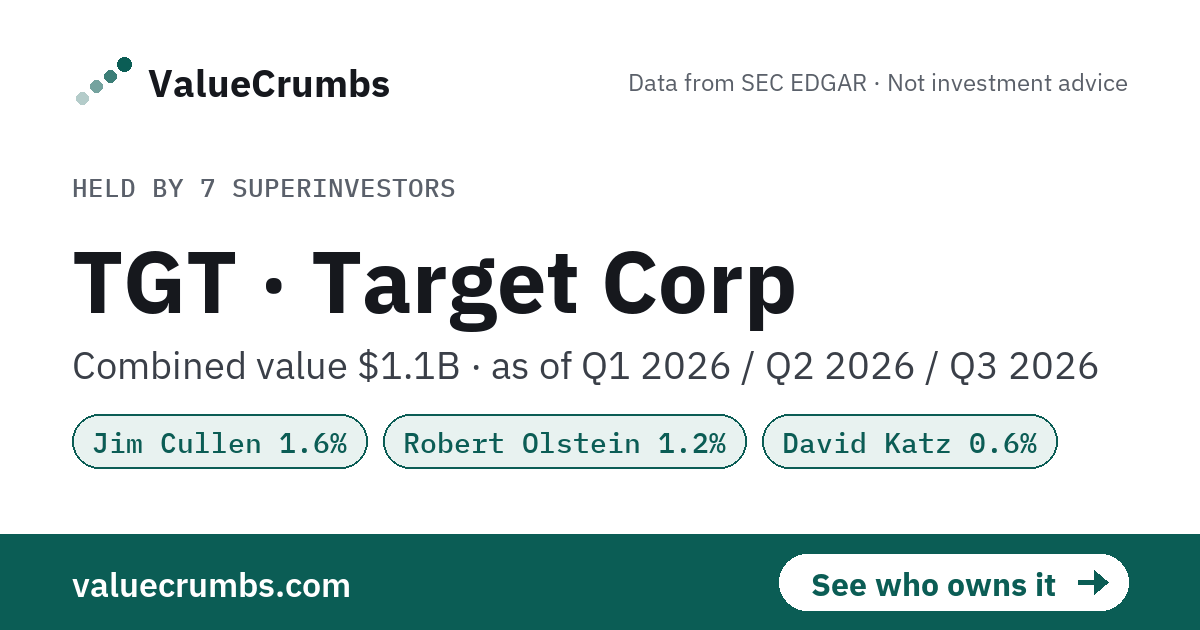 ValueCrumbs
Data from SEC EDGAR · Not investment advice
HELD BY 7 SUPERINVESTORS
TGT · Target Corp
Combined value $1.1B · as of Q1 2026 / Q2 2026 / Q3 2026
Jim Cullen 1.6%
Robert Olstein 1.2%
David Katz 0.6%
valuecrumbs.com
See who owns it →